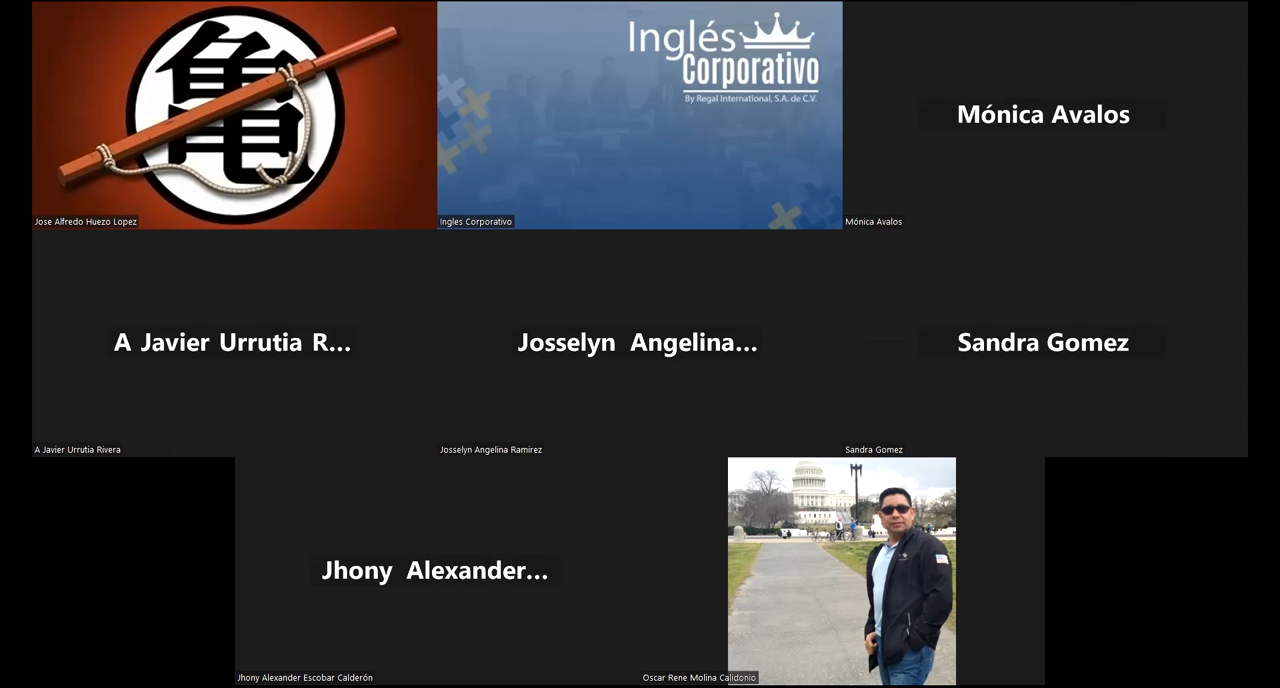 亀
Jose Alfredo Huezo Lopez
Inglés
Corporativo
By Regal International, S.A. de C.V.
Ingles Corporativo
Mónica Avalos
Mónica Avalos
A Javier Urrutia R...
A Javier Urrutia Rivera
Josselyn Angelina...
Josselyn Angelina Ramirez
Sandra Gomez
Sandra Gomez
Jhony Alexander...
Jhony Alexander Escobar Calderón
Oscar Rene Molina Calidonio